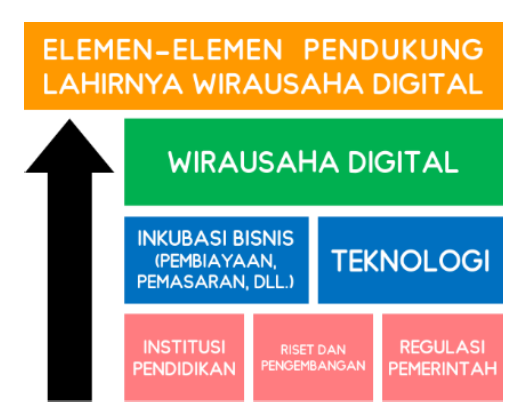 ELEMEN-ELEMEN PENDUKUNG
LAHIRNYA WIRAUSAHA DIGITAL
WIRAUSAHA DIGITAL
INKUBASI BISNIS
(PEMBIAYAAN,
PEMASARAN, DLL.)
TEKNOLOGI
INSTITUSI
PENDIDIKAN
RISET DAN
PENGEMBANGAN
REGULASI
PEMERINTAH